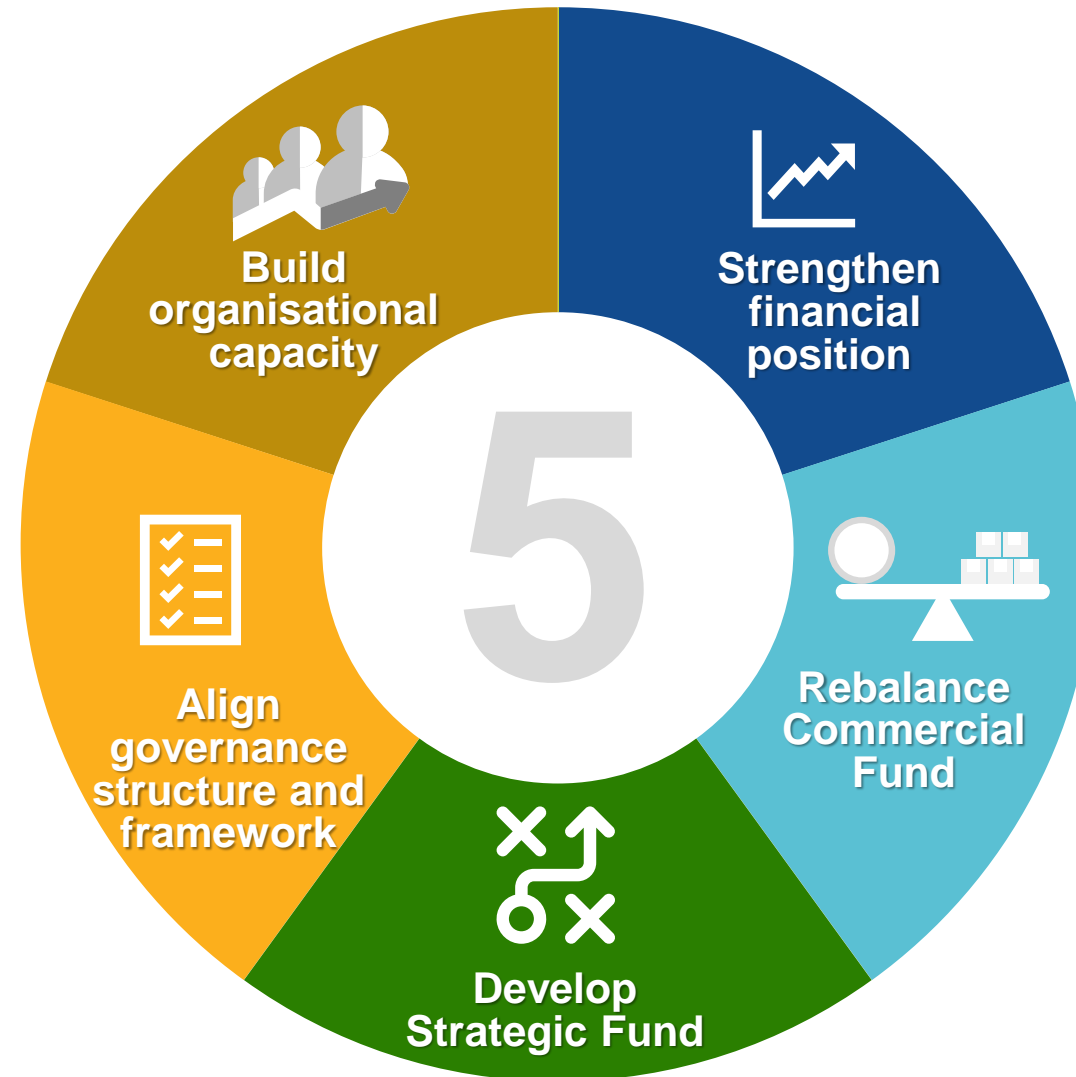 Build
organisational
capacity
Strengthen
financial
position
5
Rebalance
Commercial
Fund
Align
governance
structure and
framework
Develop
Strategic Fund